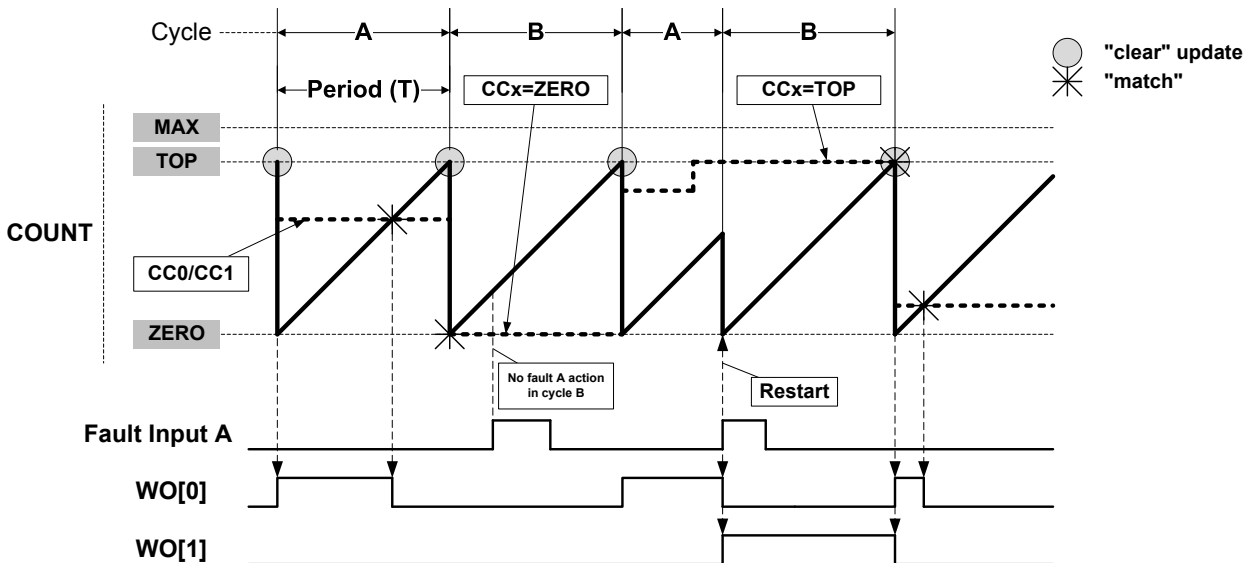 Cycle
A
B
A
B
"clear" update
"match"
Period (T)
CCx=ZERO
CCx=TOP
MAX
TOP
COUNT
CC0/CC1
ZERO
No fault A action
in cycle B
Restart
Fault Input A
WO[0]
WO[1]